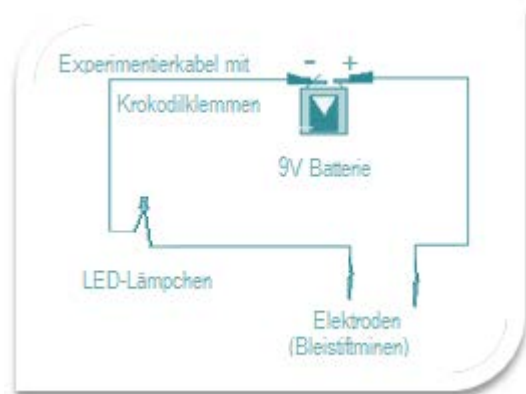 Experimentierkabel mit
- +
Krokodilklemmen
9V Batterie
LED-Lämpchen
Elektroden
(Bleistiftminen)